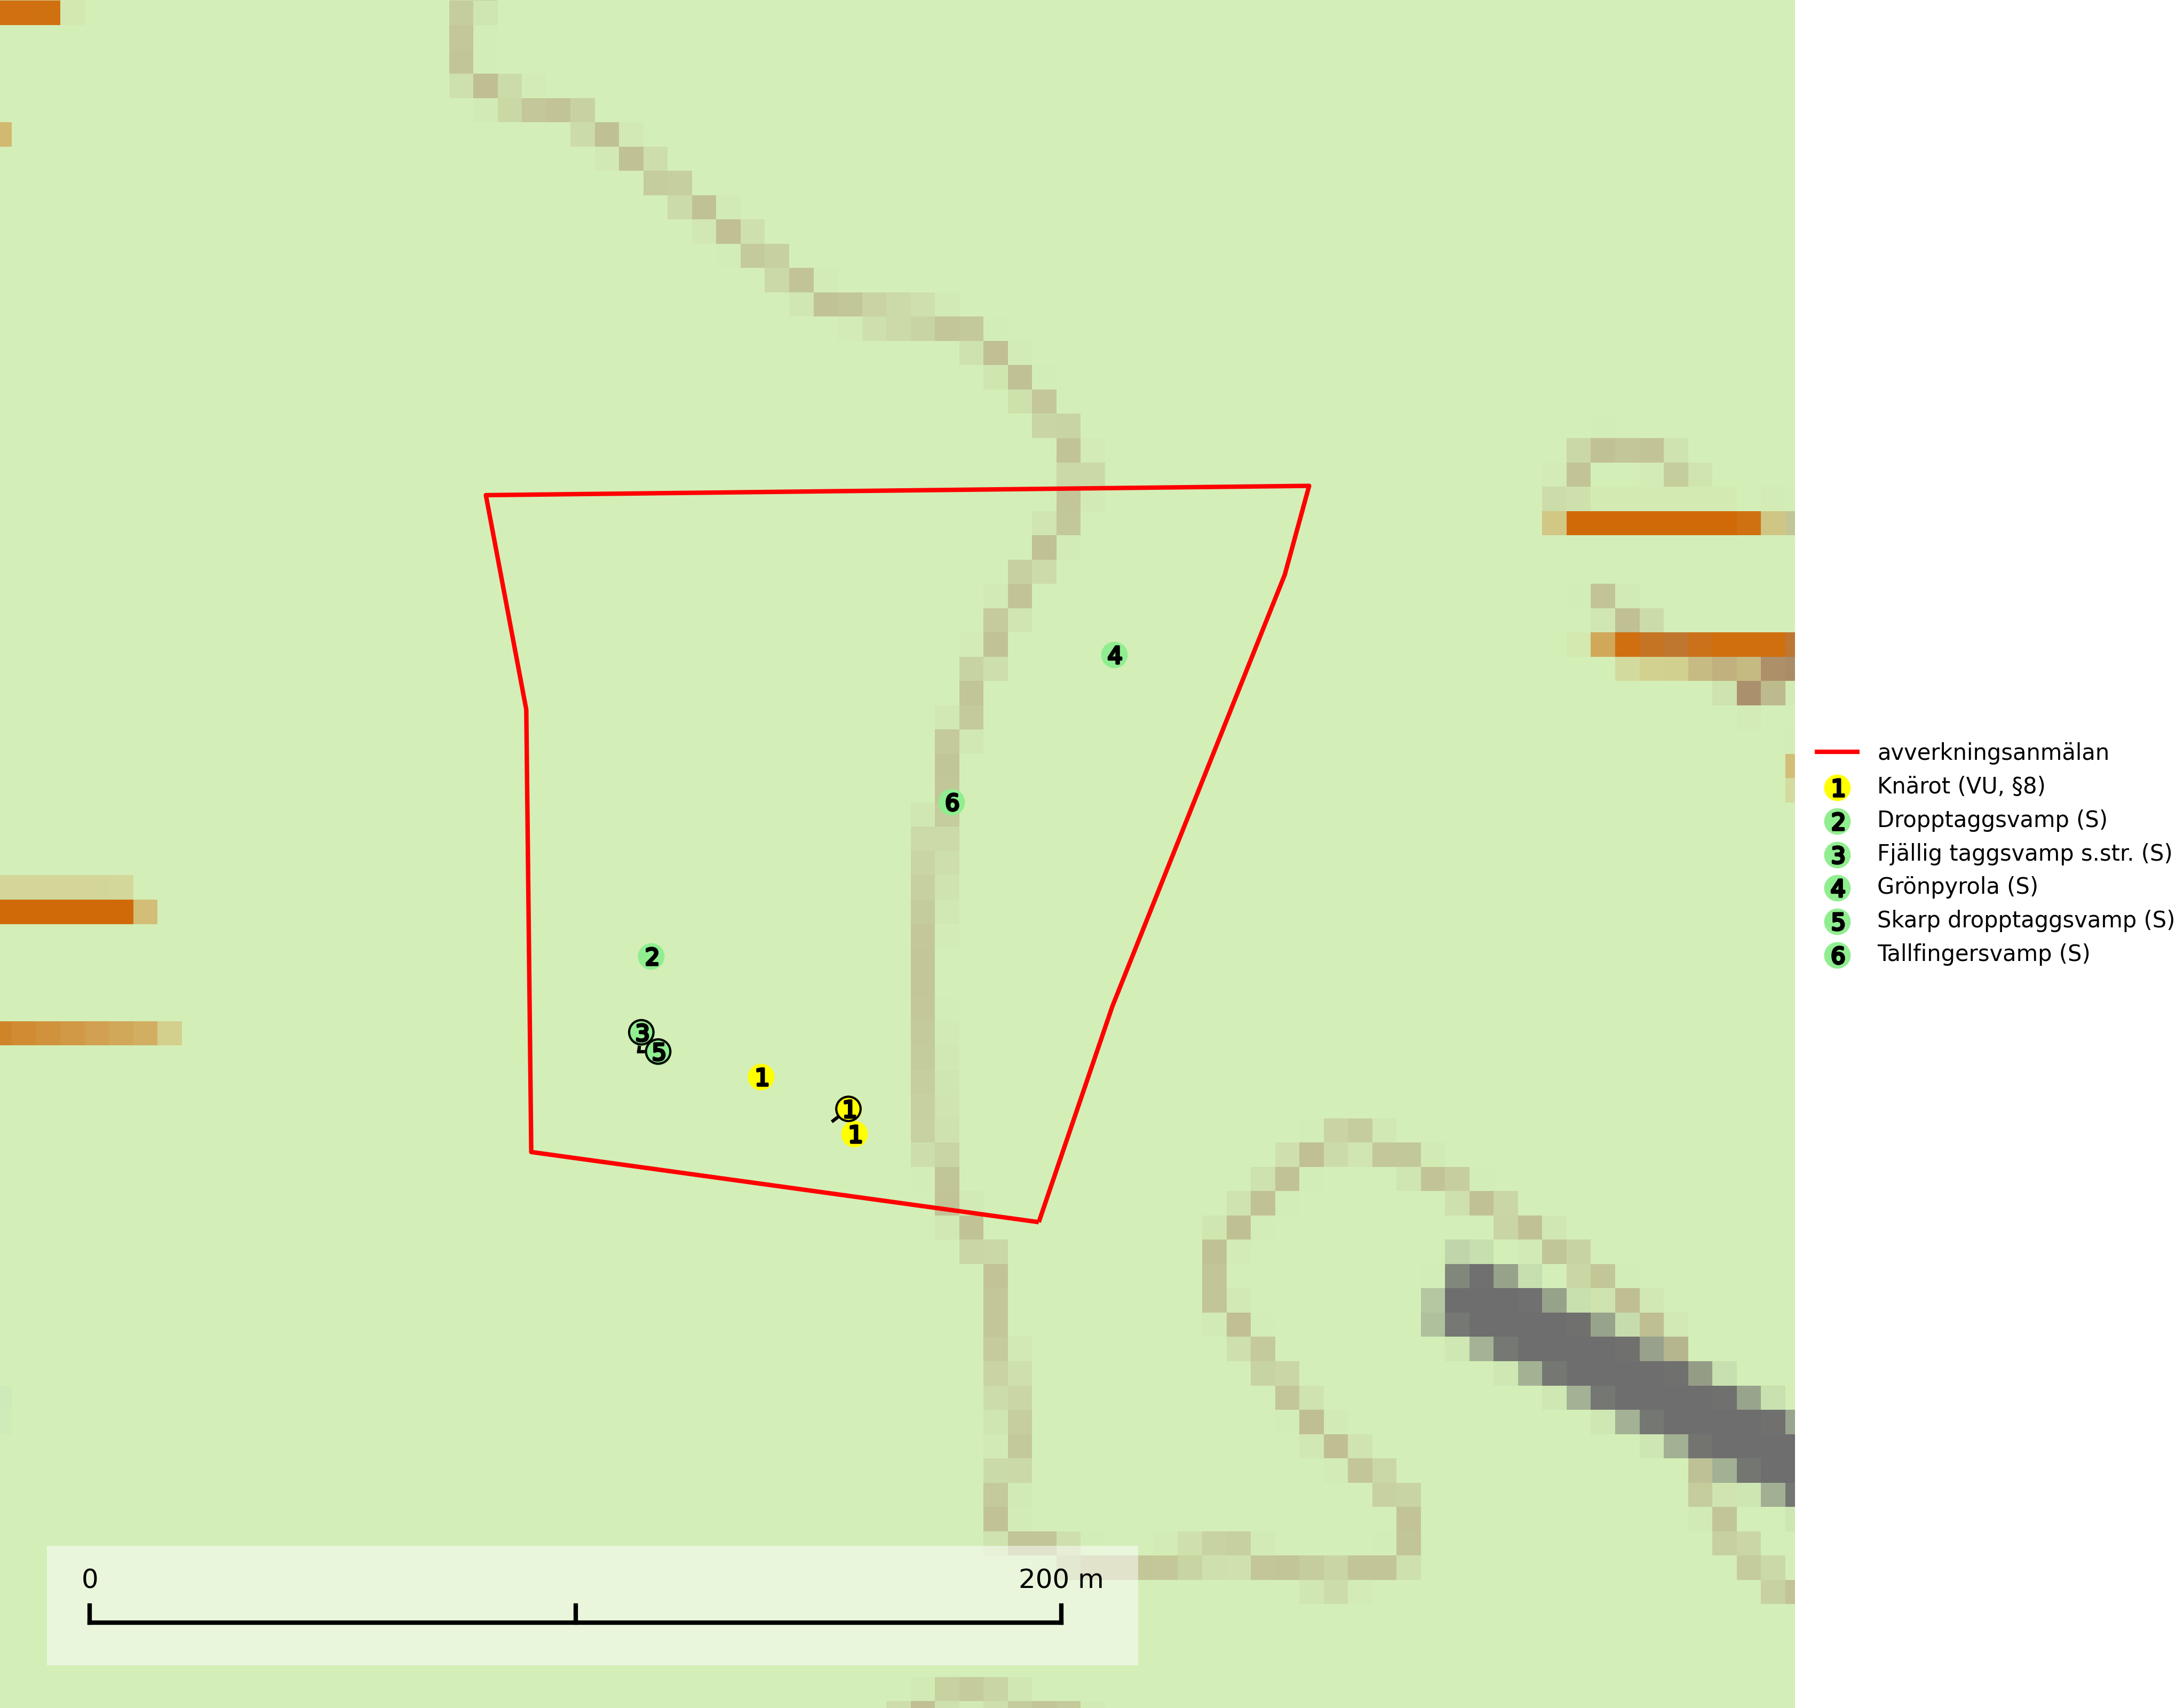 4
6
2
3
5
1
1
1
0 200 m
avverkningsanmälan
1 Knärot (VU, §8)
2 Dropptaggsvamp (S)
3 Fjällig taggsvamp s.str. (S)
4 Grönpyrola (S)
5 Skarp dropptaggsvamp (S)
6 Tallfingersvamp (S)